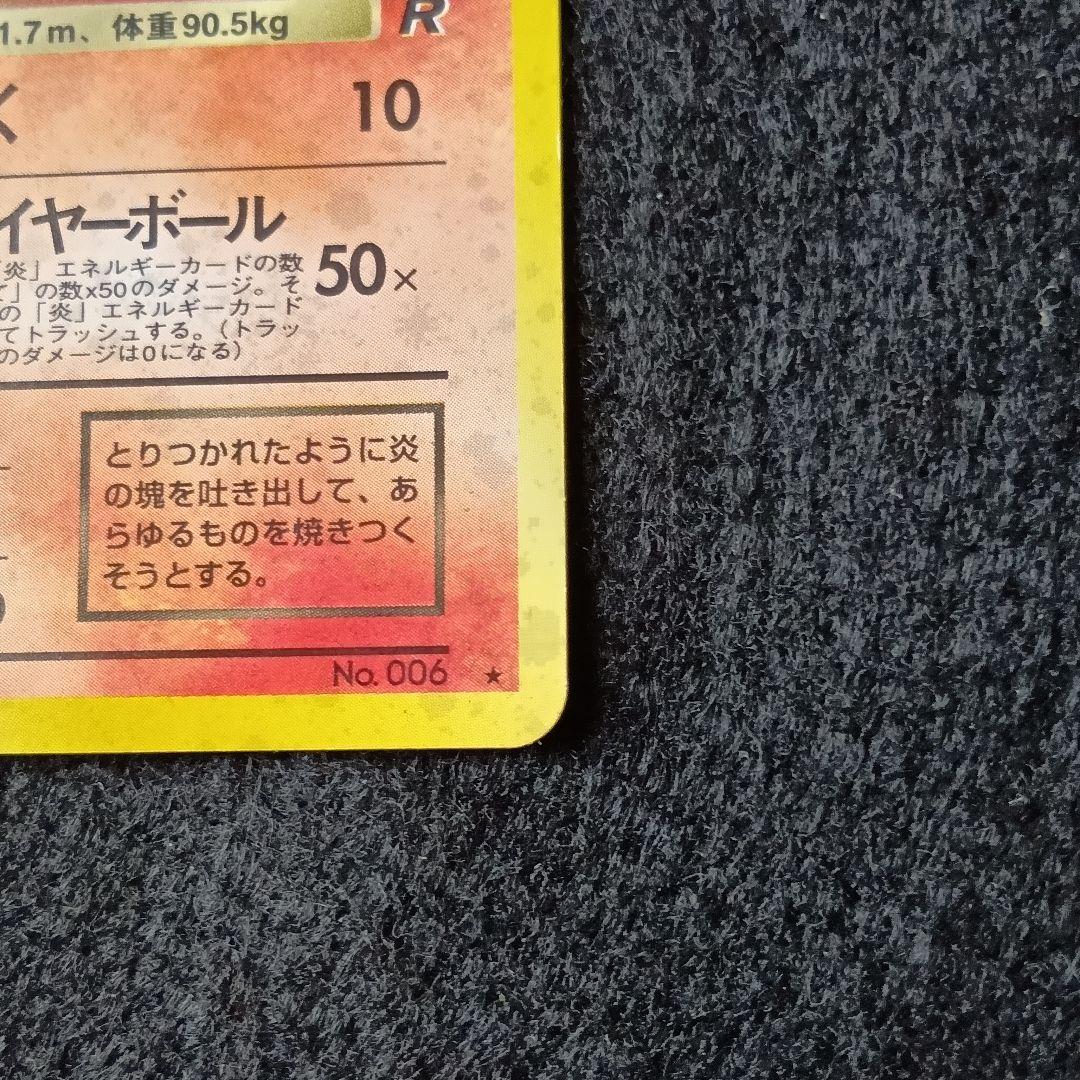 1.7m、体重90.5kg
R
10
イヤーボール
炎」エネルギーカードの数
50×
」の数x50のダメージ。そ
の「炎」エネルギーカード
てトラッシュする。(トラッ
のダメージは0になる)
とりつかれたように炎
の塊を吐き出して、あ
らゆるものを焼きつく
そうとする。
No. 006 ★